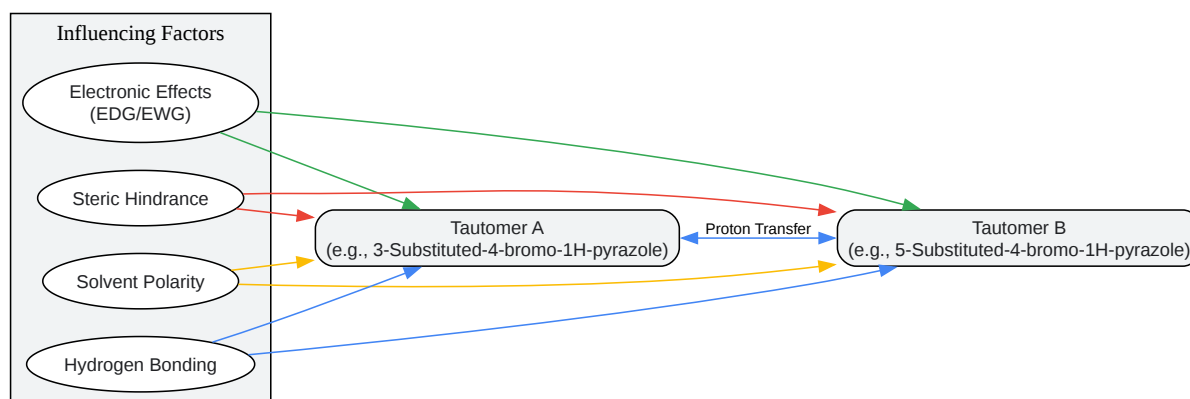 Influencing Factors
Electronic Effects
(EDG/EWG)
Steric Hindrance
Solvent Polarity
Hydrogen Bonding
Tautomer A
(e.g., 3-Substituted-4-bromo-1H-pyrazole)
Proton Transfer
Tautomer B
(e.g., 5-Substituted-4-bromo-1H-pyrazole)